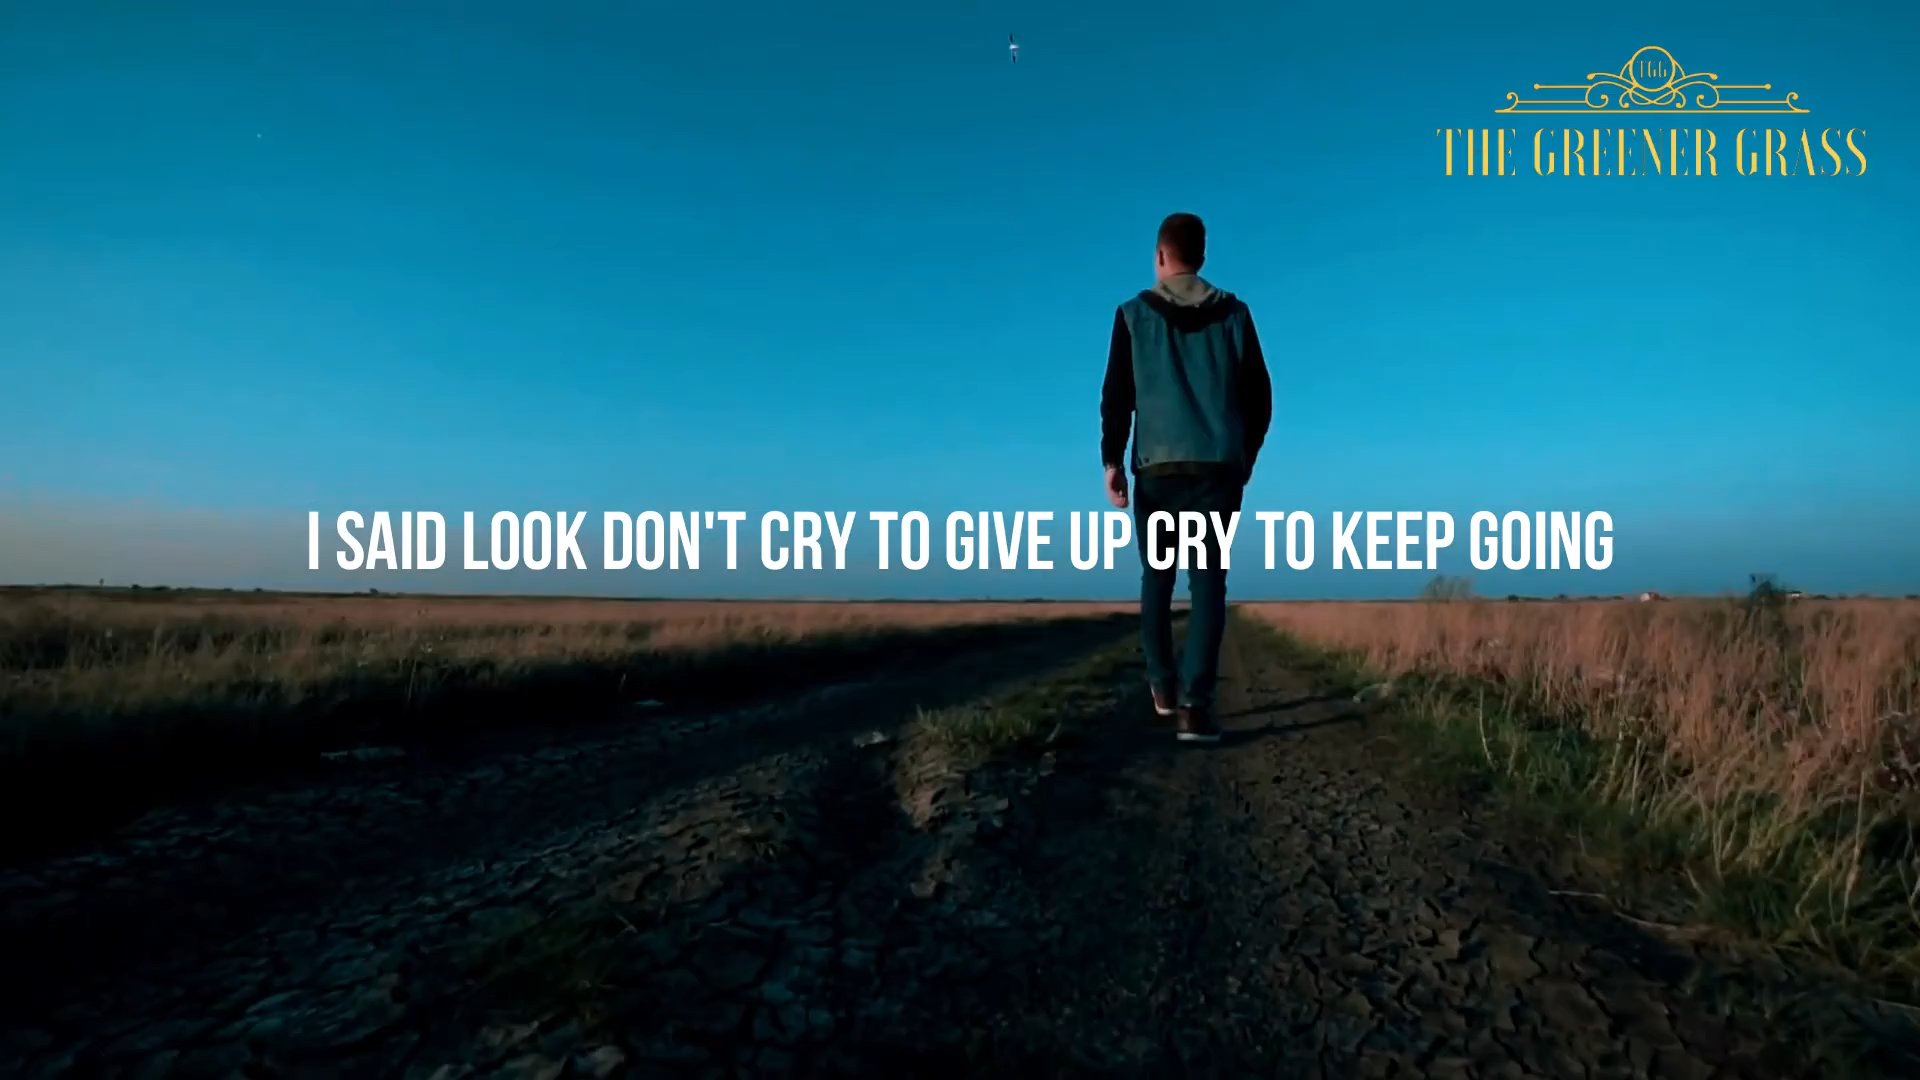 TGG
THE GREENER GRASS
I SAID LOOK DON'T CRY TO GIVE UP CRY TO KEEP GOING